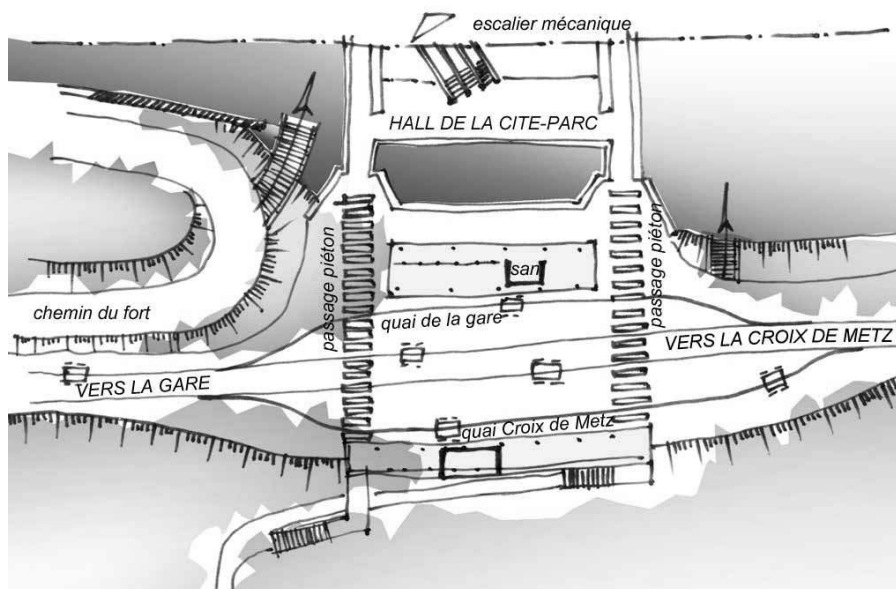 escalier mécanique
HALL DE LA CITE-PARC
passage piéton
passage piéton
san
chemin du fort
quai de la gare
VERS LA CROIX DE METZ
VERS LA GARE
quai Croix de Metz